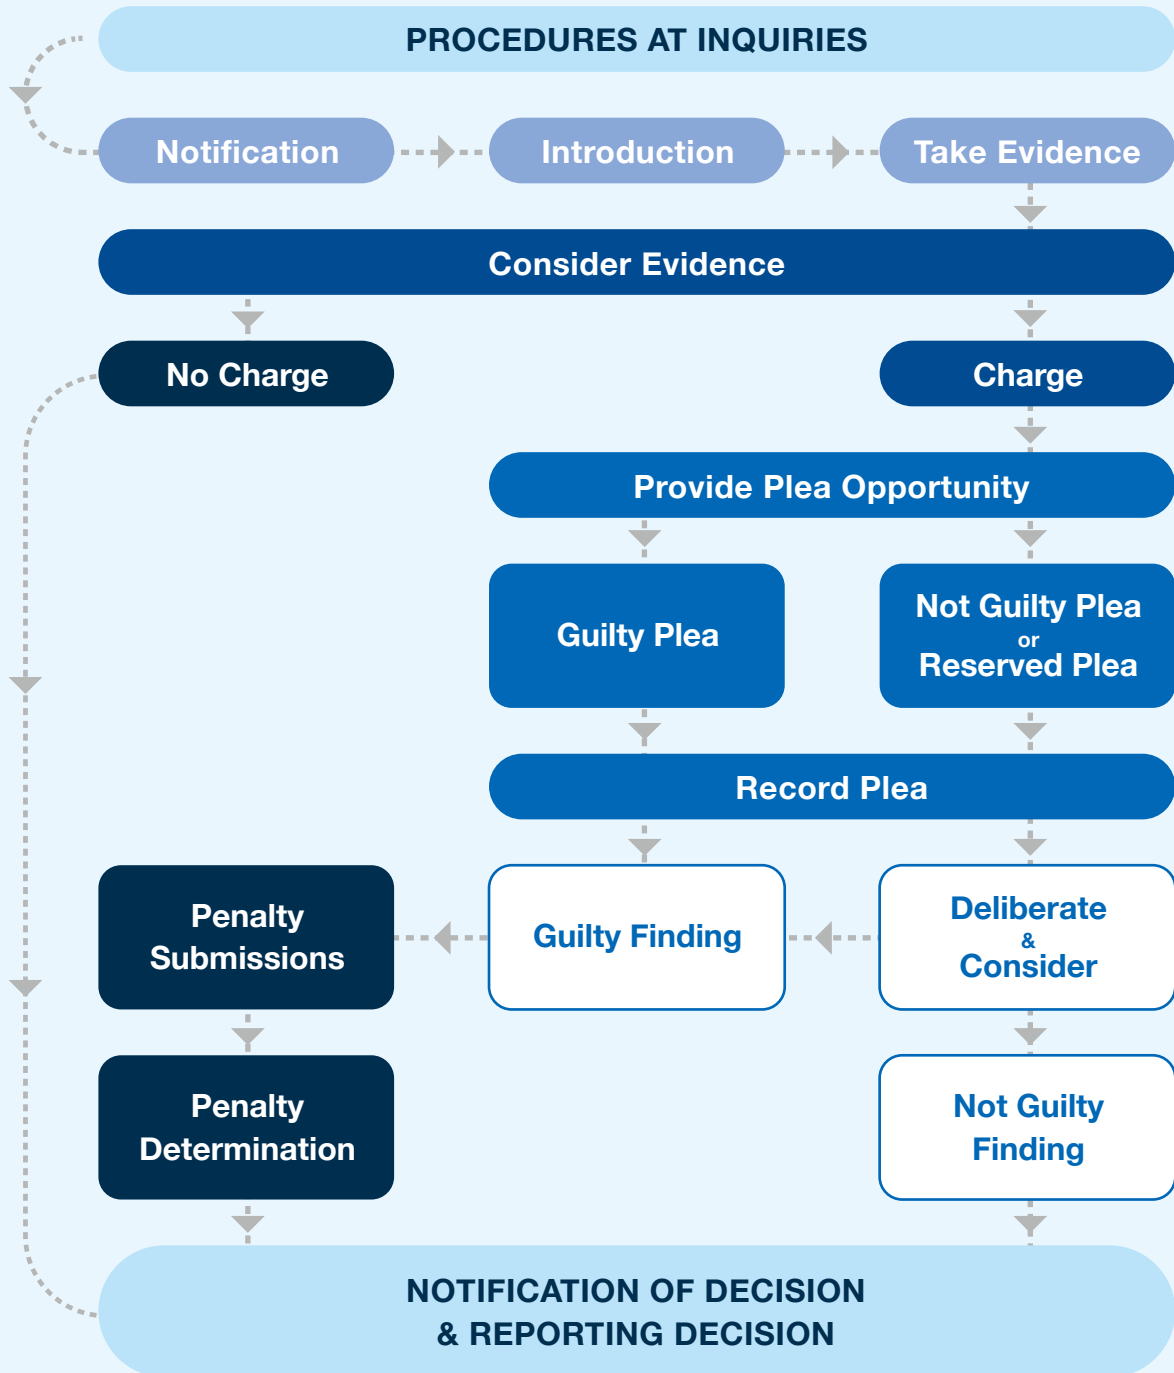 PROCEDURES AT INQUIRIES
Notification
Introduction
Take Evidence
Consider Evidence
No Charge
Charge
Provide Plea Opportunity
Guilty Plea
Not Guilty Plea
or
Reserved Plea
Record Plea
Penalty
Submissions
Guilty Finding
Deliberate
&
Consider
Penalty
Determination
Not Guilty
Finding
NOTIFICATION OF DECISION
& REPORTING DECISION